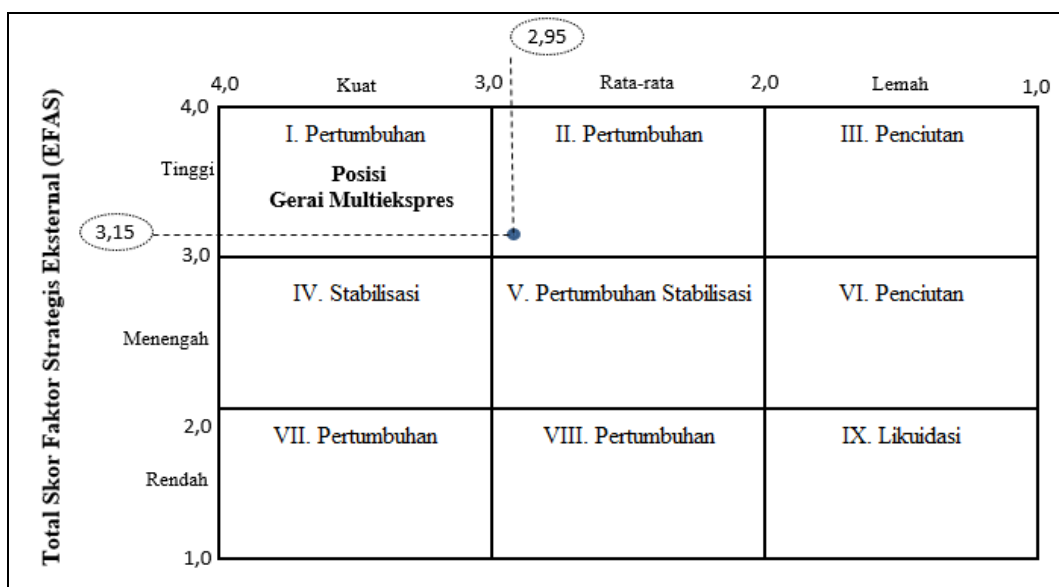 2,95
4,0 Kuat 3,0 Rata-rata 2,0 Lemah 1,0
Total Skor Faktor Strategis Eksternal (EFAS)
4,0
Tinggi
I. Pertumbuhan
Posisi
Gerai Multiekspres
II. Pertumbuhan
III. Penciutan
3,15
3,0
Menengah
IV. Stabilisasi
V. Pertumbuhan Stabilisasi
VI. Penciutan
2,0
Rendah
VII. Pertumbuhan
VIII. Pertumbuhan
IX. Likuidasi
1,0